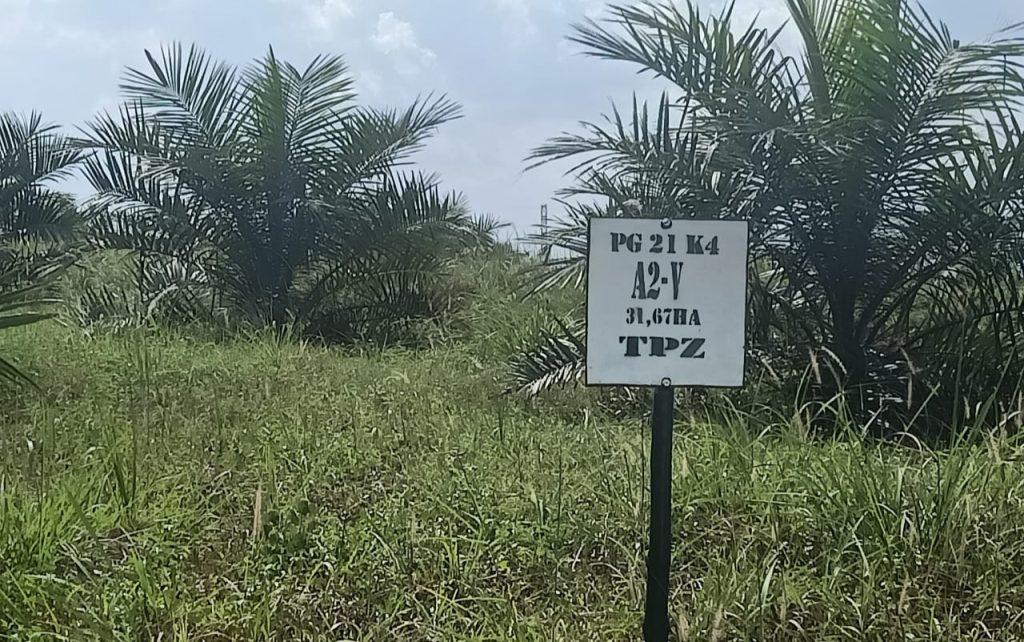 PG 21 K4
A2-V
31,67HA
TPZ